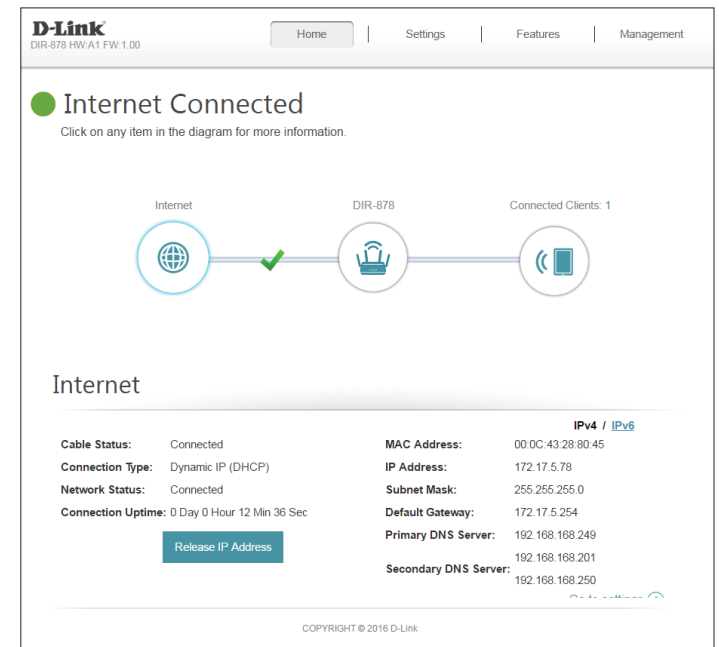 D-Link
DIR-878 HW:A1 FW:1.00
Home
Settings
Features
Management
Internet Connected
Click on any item in the diagram for more information.
Internet
DIR-878
Connected Clients: 1
Internet
IPv4 / IPv6
Cable Status: Connected
Connection Type: Dynamic IP (DHCP)
Network Status: Connected
Connection Uptime: 0 Day 0 Hour 12 Min 36 Sec
Release IP Address
MAC Address: 00:0C:43:28:80:45
IP Address: 172.17.5.78
Subnet Mask: 255.255.255.0
Default Gateway: 172.17.5.254
Primary DNS Server: 192.168.168.249
192.168.168.201
Secondary DNS Server:
192.168.168.250
Go to settings
COPYRIGHT © 2016 D-Link